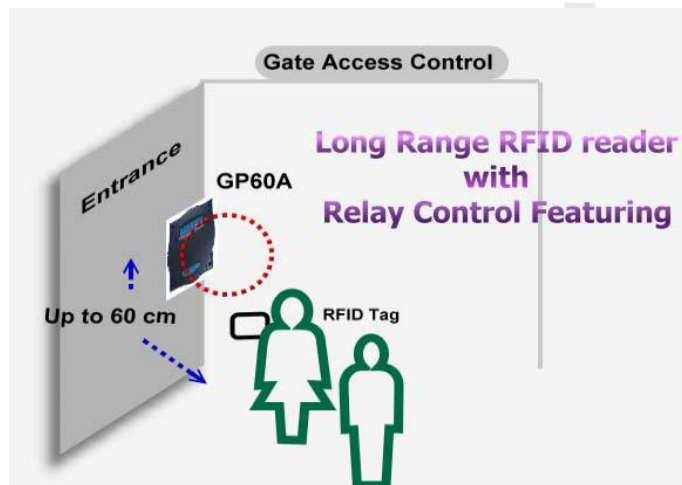 Gate Access Control
Long Range RFID reader
with
Relay Control Featuring
Entrance
GP60A
Up to 60 cm
RFID Tag